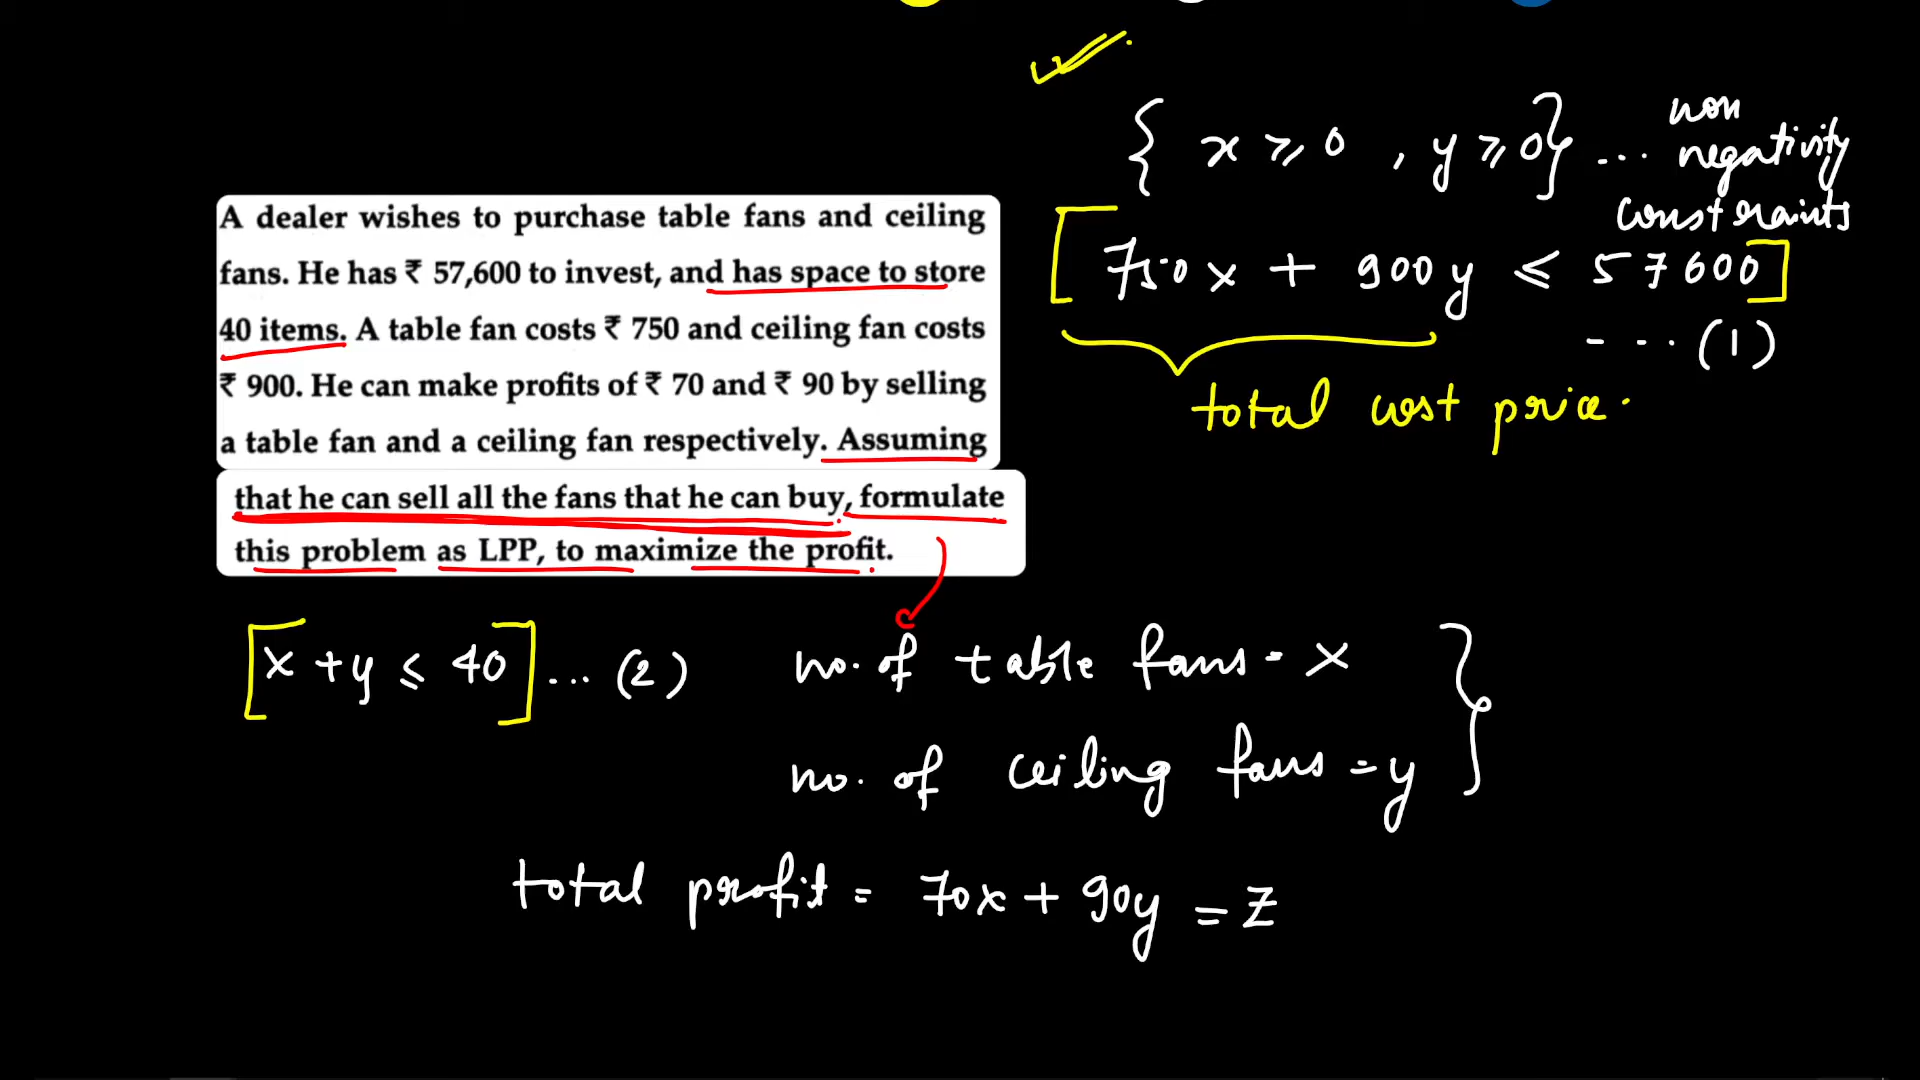 A dealer wishes to purchase table fans and ceiling
fans. He has ₹ 57,600 to invest, and has space to store
40 items. A table fan costs ₹ 750 and ceiling fan costs
₹ 900. He can make profits of ₹ 70 and ₹ 90 by selling
a table fan and a ceiling fan respectively. Assuming
that he can sell all the fans that he can buy, formulate
this problem as LPP, to maximize the profit.
{ x ≥ 0 , y ≥ 0} ... non
negativity
constraints
[750x + 900y ≤ 57600]
... (1)
total cost price.
[x + y ≤ 40] ... (2)
no. of table fans = x }
no. of ceiling fans = y
total profit = 70x + 90y = Z